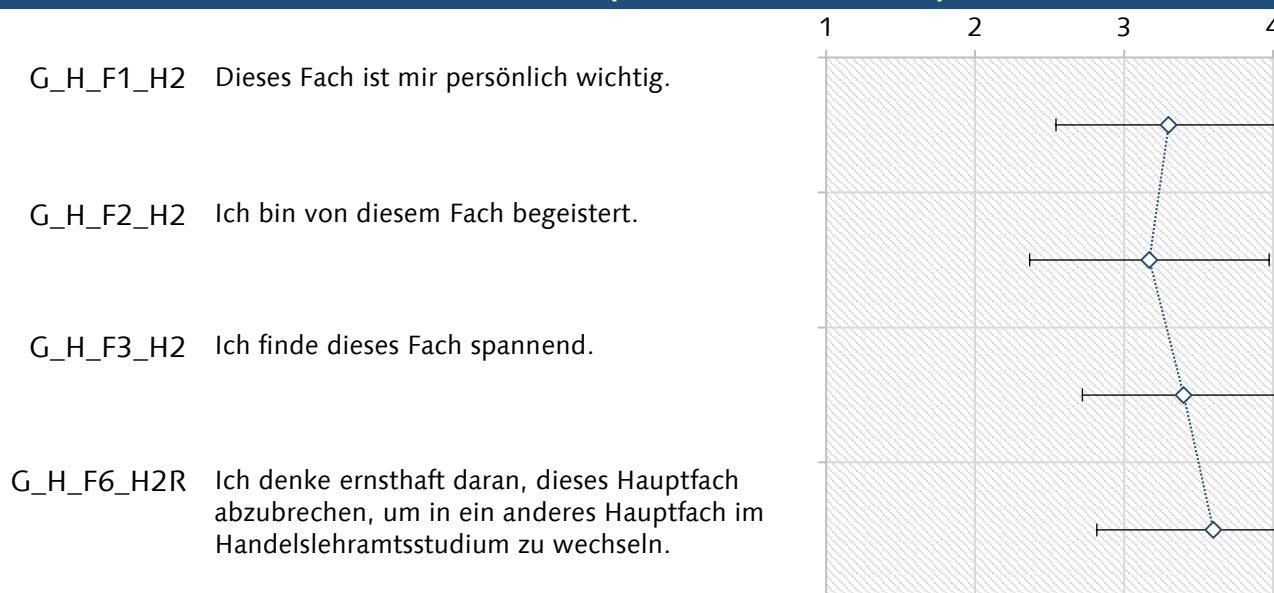 1 2 3 4
G_H_F1_H2 Dieses Fach ist mir persönlich wichtig.
G_H_F2_H2 Ich bin von diesem Fach begeistert.
G_H_F3_H2 Ich finde dieses Fach spannend.
G_H_F6_H2R Ich denke ernsthaft daran, dieses Hauptfach
abzubrechen, um in ein anderes Hauptfach im
Handelslehramtsstudium zu wechseln.